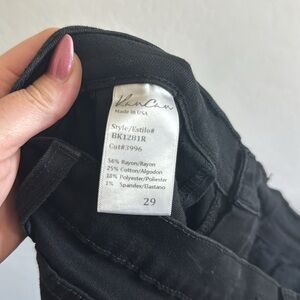 KanCan
Made in USA
Style/Estilo#
BK1281R
Cut#3996
56% Rayon/Rayon
25% Cotton/Algodon
18% Polyester/Poliester
1% Spandex/Elastano
29